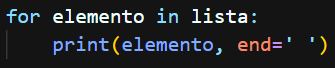 for elemento in lista:
    print(elemento, end=' ')